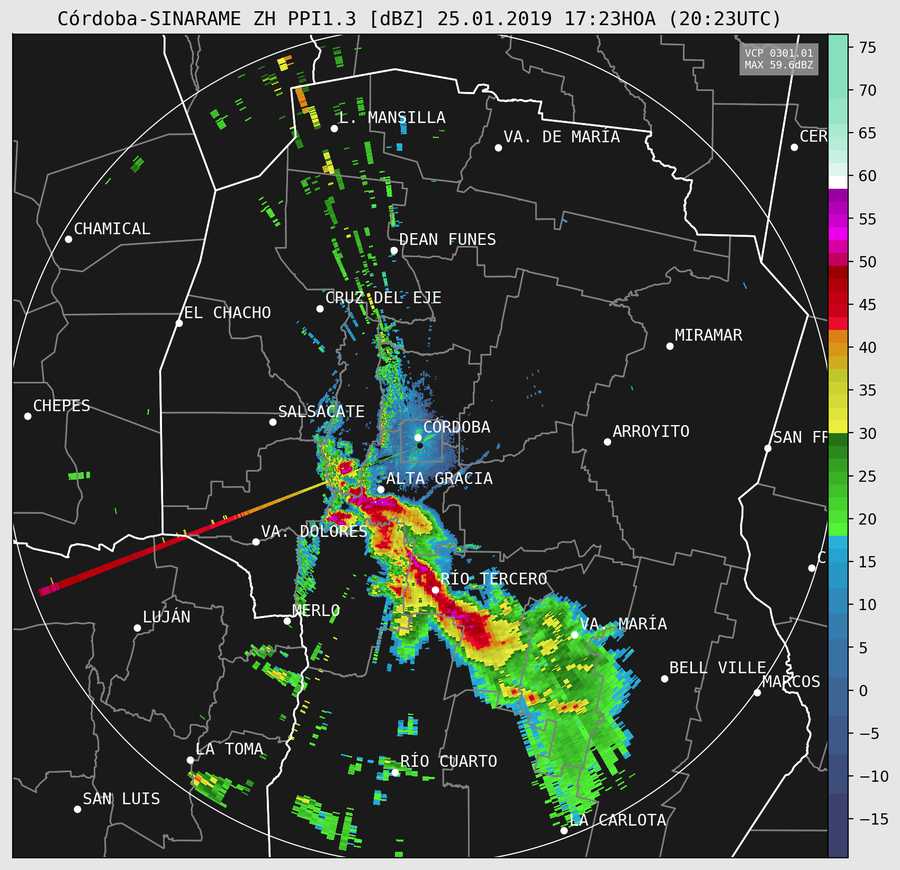 Córdoba-SINARAME ZH PPI1.3 [dBZ] 25.01.2019 17:23HOA (20:23UTC)
VCP 0301.01
MAX 59.6dBZ
75
70
65
60
55
50
45
40
35
30
25
20
15
10
5
0
−5
−10
−15
L. MANSILLA
VA. DE MARÍA
CER
CHAMICAL
DEAN FUNES
CRUZ DEL EJE
EL CHACHO
MIRAMAR
CHEPES
SALSACATE
CÓRDOBA
ARROYITO
SAN FR
ALTA GRACIA
VA. DOLORES
C
RÍO TERCERO
LUJÁN
MERLO
VA. MARÍA
BELL VILLE
MARCOS
LA TOMA
RÍO CUARTO
SAN LUIS
LA CARLOTA